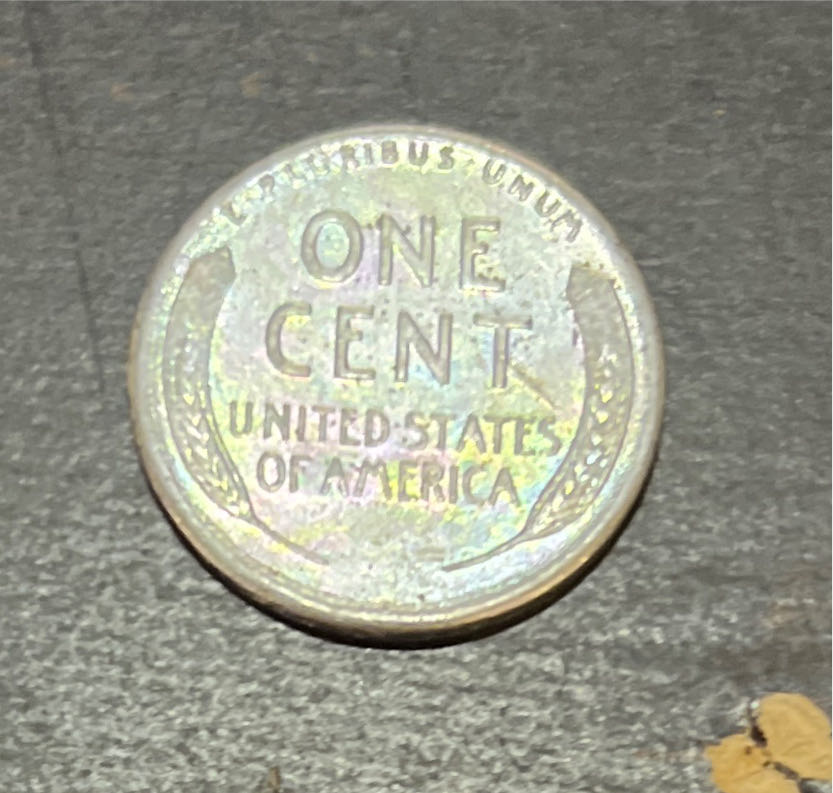 E·PLURIBUS·UNUM
ONE
CENT
UNITED·STATES
OF AMERICA